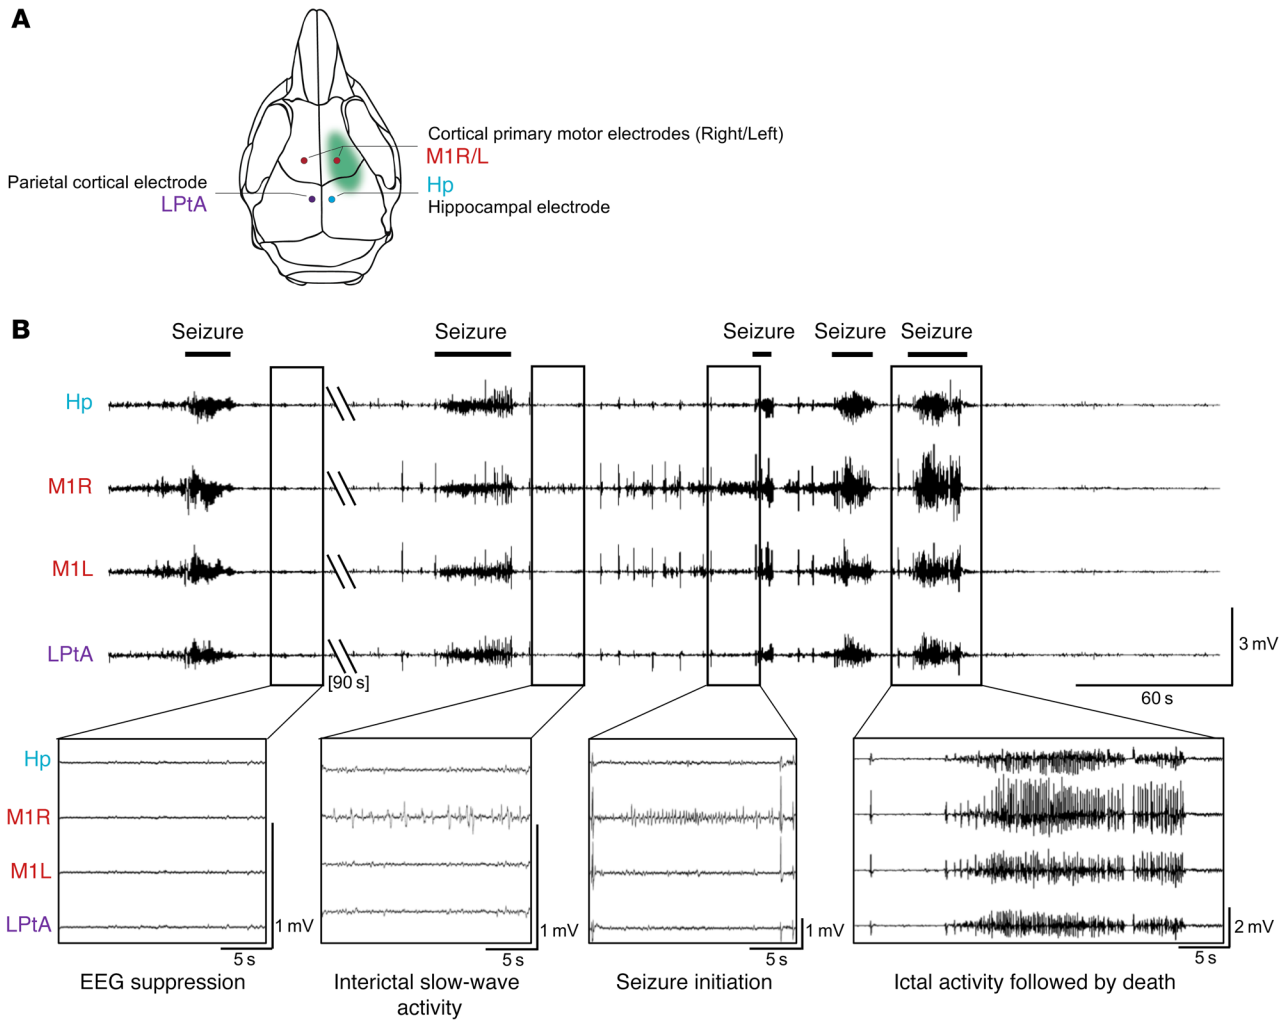 A
Cortical primary motor electrodes (Right/Left)
M1R/L
Parietal cortical electrode
LPtA
Hp
Hippocampal electrode
B
Seizure Seizure Seizure Seizure Seizure
Hp
M1R
M1L
LPtA
[90 s]
3 mV
60 s
Hp
M1R
M1L
LPtA
1 mV
5 s
1 mV
5 s
1 mV
5 s
2 mV
5 s
EEG suppression
Interictal slow-wave
activity
Seizure initiation
Ictal activity followed by death